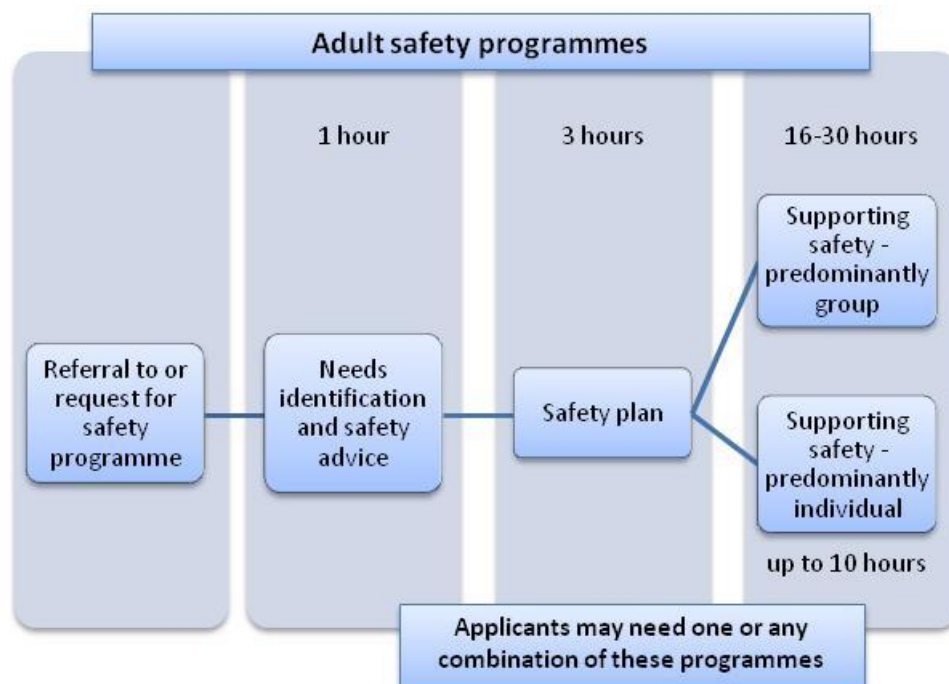 Adult safety programmes
1 hour
3 hours
16-30 hours
Referral to or
request for
safety
programme
Needs
identification
and safety
advice
Safety plan
Supporting
safety -
predominantly
group
Supporting
safety -
predominantly
individual
up to 10 hours
Applicants may need one or any
combination of these programmes